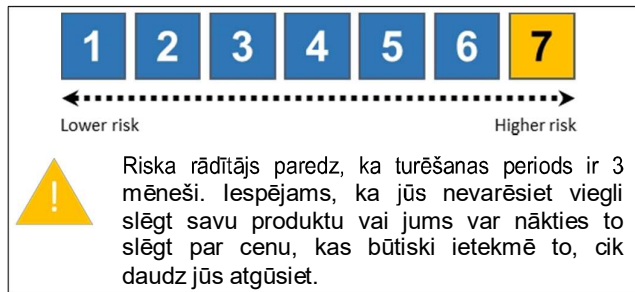 1 2 3 4 5 6 7
Lower risk Higher risk
!
Riska rādītājs paredz, ka turēšanas periods ir 3
mēneši. Iespējams, ka jūs nevarēsiet viegli
slēgt savu produktu vai jums var nākties to
slēgt par cenu, kas būtiski ietekmē to, cik
daudz jūs atgūsiet.